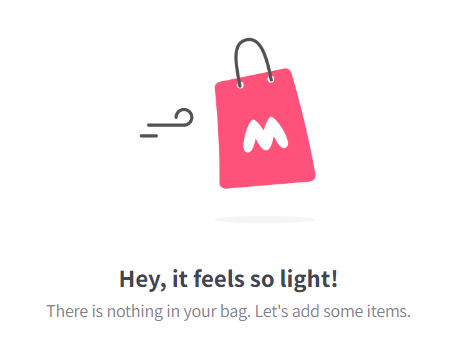 M
Hey, it feels so light!
There is nothing in your bag. Let's add some items.